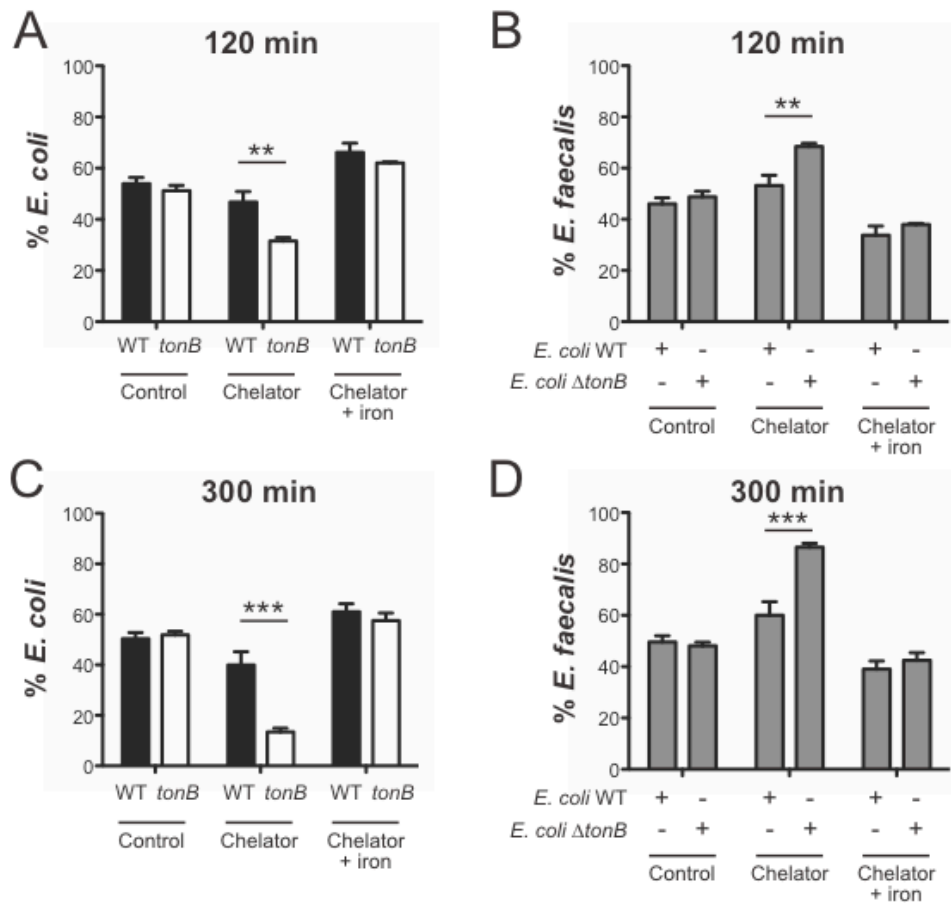 A
120 min
% E. coli
100
80
60
40
20
0
**
WT tonB WT tonB WT tonB
Control Chelator Chelator
+ iron
B
120 min
% E. faecalis
100
80
60
40
20
0
**
E. coli WT + - + - + -
E. coli ΔtonB - + - + - +
Control Chelator Chelator
+ iron
C
300 min
% E. coli
100
80
60
40
20
0
***
WT tonB WT tonB WT tonB
Control Chelator Chelator
+ iron
D
300 min
% E. faecalis
100
80
60
40
20
0
***
E. coli WT + - + - + -
E. coli ΔtonB - + - + - +
Control Chelator Chelator
+ iron